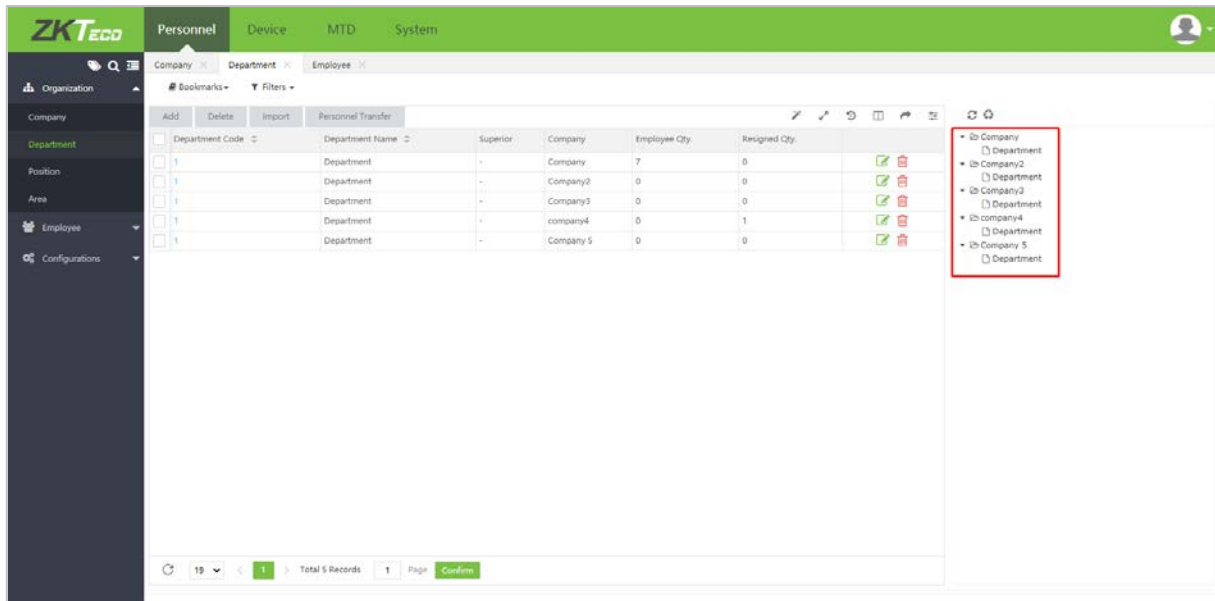 ZKTeco Personnel Device MTD System
Company Department Employee
Organization Bookmarks Filters
Company Add Delete Import Personnel Transfer
Department Code Department Name Superior Company Employee Qty. Resigned Qty.
Department
Position
Area
Employee
Configurations
1 Department - Company 7 0
1 Department - Company2 0 0
1 Department - Company3 0 0
1 Department - company4 0 1
1 Department - Company 5 0 0
Company
Department
Company2
Department
Company3
Department
company4
Department
Company 5
Department
19 < 1 > Total 5 Records 1 Page Confirm